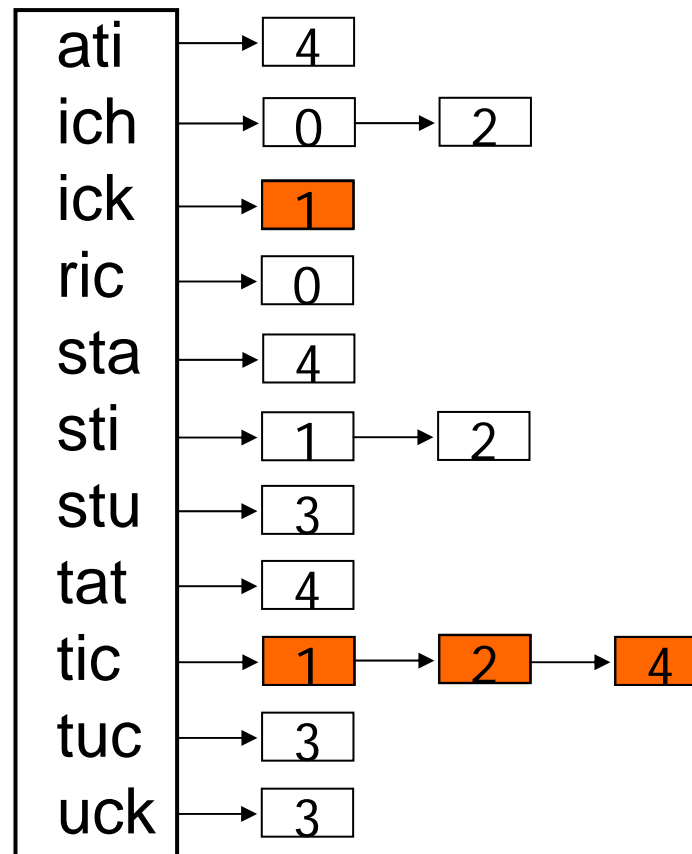 ati 4
ich 0 2
ick 1
ric 0
sta 4
sti 1 2
stu 3
tat 4
tic 1 2 4
tuc 3
uck 3